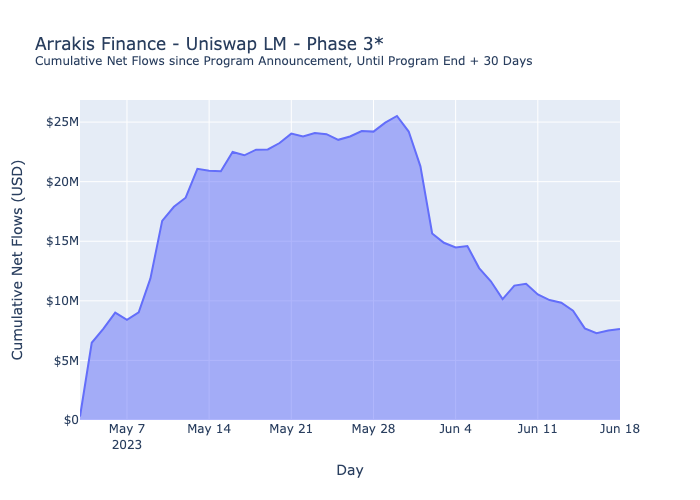 Arrakis Finance - Uniswap LM - Phase 3*
Cumulative Net Flows since Program Announcement, Until Program End + 30 Days
Cumulative Net Flows (USD)
$25M
$20M
$15M
$10M
$5M
$0
May 7 May 14 May 21 May 28 Jun 4 Jun 11 Jun 18
2023
Day